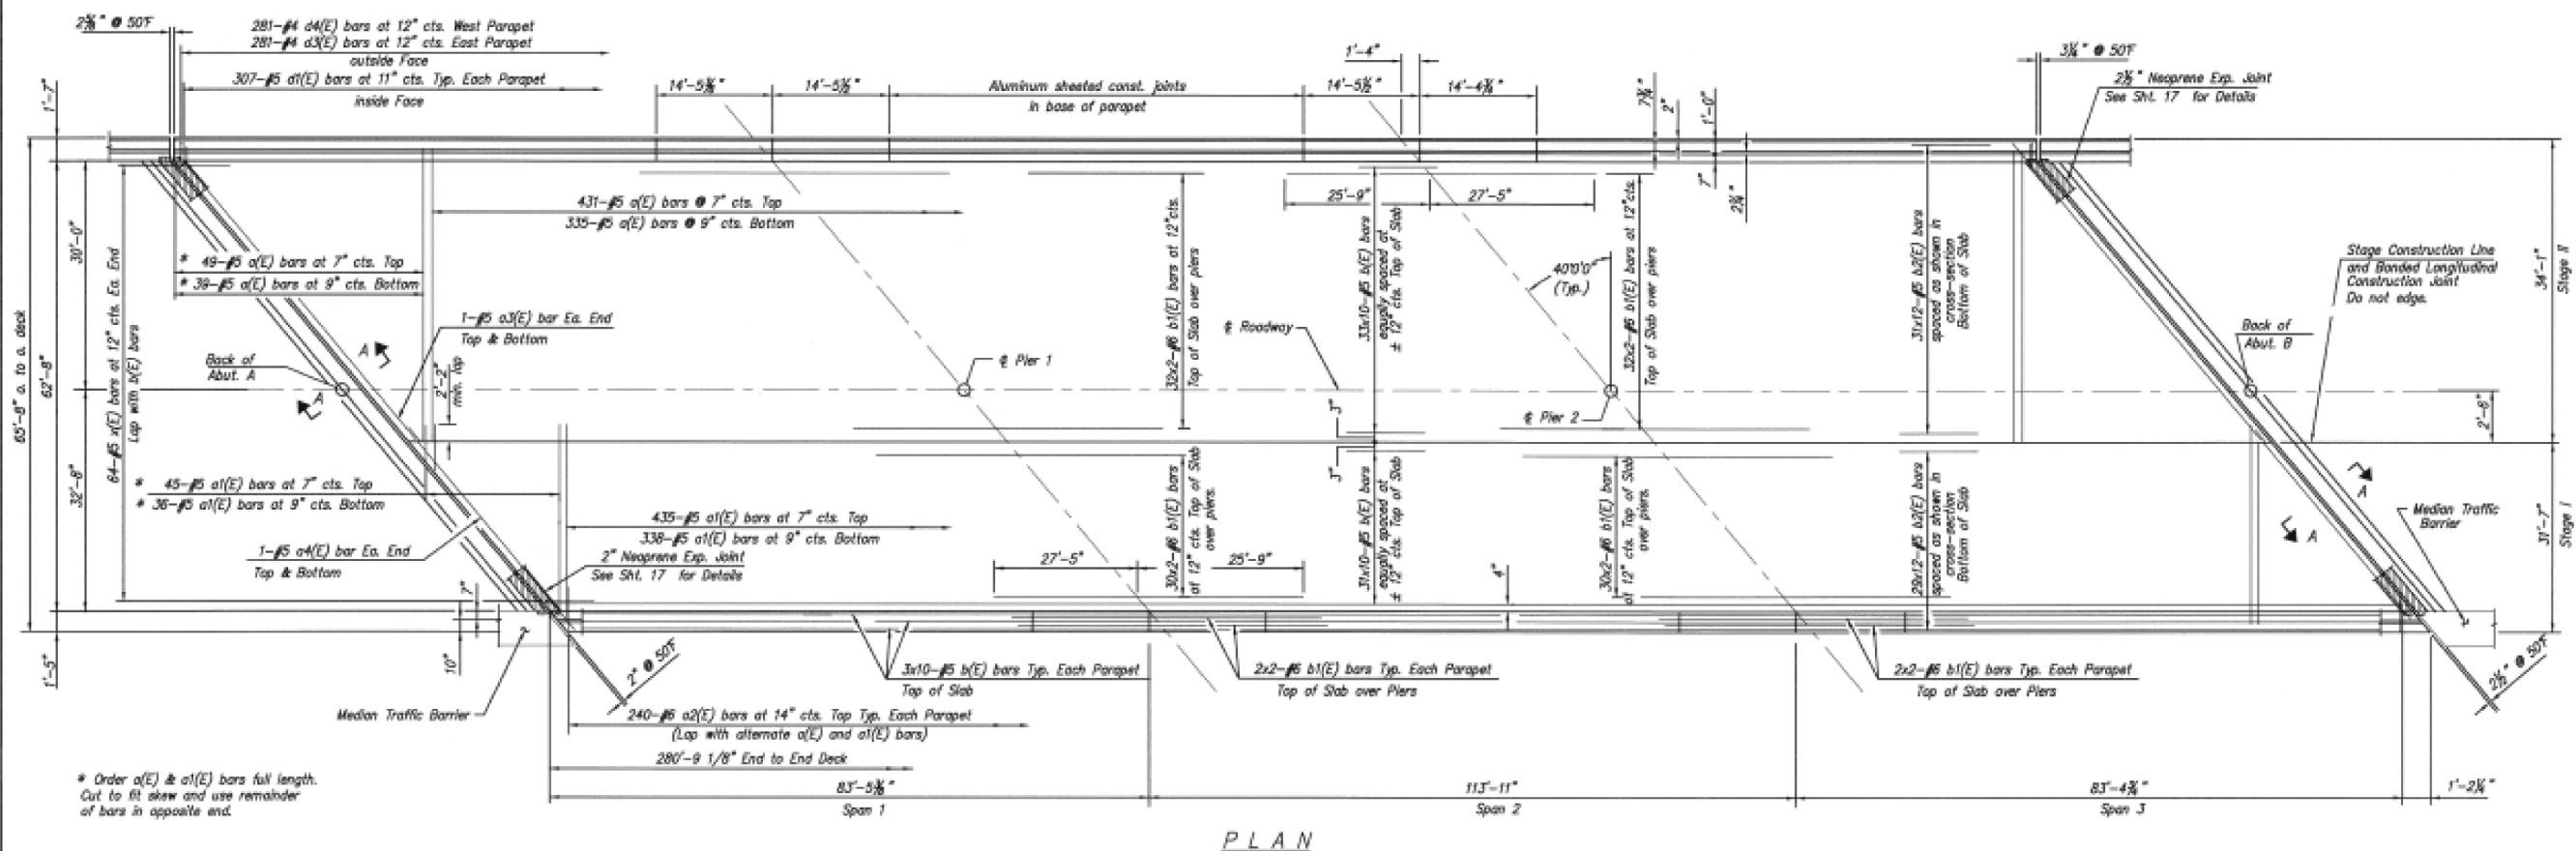 2⅜" @ 50°F
281-#4 d4(E) bars at 12" cts. West Parapet
281-#4 d3(E) bars at 12" cts. East Parapet
outside Face
307-#5 d1(E) bars at 11" cts. Typ. Each Parapet
inside Face
1'-7"
14'-5⅜"
14'-5½"
Aluminum sheeted const. joints
in base of parapet
14'-5½"
1'-4"
14'-4¾"
7¾"
2"
1'-0"
7"
2¼"
3¼" @ 50°F
2½" Neoprene Exp. Joint
See Sht. 17 for Details
65'-8" o. to o. deck
62'-8"
30'-0"
32'-8"
1'-5"
64-#5 x(E) bars at 12" cts. Ea. End
Lap with b(E) bars
431-#5 a(E) bars @ 7" cts. Top
335-#5 a(E) bars @ 9" cts. Bottom
* 49-#5 a(E) bars at 7" cts. Top
* 39-#5 a(E) bars at 9" cts. Bottom
1-#5 a3(E) bar Ea. End
Top & Bottom
Back of
Abut. A
A
A
2'-2"
min. lap
℄ Pier 1
32x2-#6 b1(E) bars at 12"cts.
Top of Slab over piers
25'-9"
27'-5"
33x10-#5 b(E) bars
equally spaced at
± 12" cts. Top of Slab
40°0'0"
(Typ.)
32x2-#6 b1(E) bars at 12"cts.
Top of Slab over piers
℄ Roadway
3"
3"
℄ Pier 2
31x12-#5 b2(E) bars
spaced as shown in
cross-section
Bottom of Slab
Stage Construction Line
and Bonded Longitudinal
Construction Joint
Do not edge.
Back of
Abut. B
34'-1"
Stage II
2'-6"
31'-7"
Stage I
* 45-#5 a1(E) bars at 7" cts. Top
* 36-#5 a1(E) bars at 9" cts. Bottom
435-#5 a1(E) bars at 7" cts. Top
338-#5 a1(E) bars at 9" cts. Bottom
1-#5 a4(E) bar Ea. End
Top & Bottom
2" Neoprene Exp. Joint
See Sht. 17 for Details
27'-5"
25'-9"
30x2-#6 b1(E) bars
at 12" cts. Top of Slab
over piers.
31x10-#5 b(E) bars
equally spaced at
± 12" cts. Top of Slab
4"
30x2-#6 b1(E) bars
at 12" cts. Top of Slab
over piers.
29x12-#5 b2(E) bars
spaced as shown in
cross-section
Bottom of Slab
A
A
Median Traffic
Barrier
7"
10"
2" @ 50°F
2½" @ 50°F
3x10-#5 b(E) bars Typ. Each Parapet
Top of Slab
2x2-#6 b1(E) bars Typ. Each Parapet
Top of Slab over Piers
2x2-#6 b1(E) bars Typ. Each Parapet
Top of Slab over Piers
Median Traffic Barrier
240-#6 a2(E) bars at 14" cts. Top Typ. Each Parapet
(Lap with alternate a(E) and a1(E) bars)
280'-9 1/8" End to End Deck
83'-5⅜"
Span 1
113'-11"
Span 2
83'-4¾"
Span 3
1'-2¼"
* Order a(E) & a1(E) bars full length.
Cut to fit skew and use remainder
of bars in opposite end.
PLAN